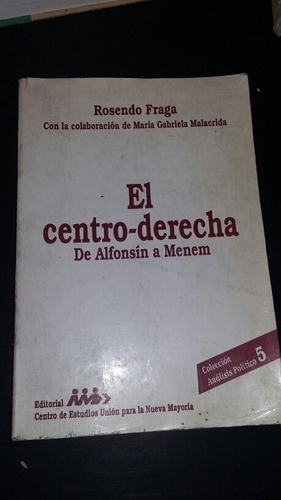 Rosendo Fraga
Con la colaboración de María Gabriela Malacrida
El
centro-derecha
De Alfonsín a Menem
Colección
Análisis Político 5
Editorial
Centro de Estudios Unión para la Nueva Mayoría